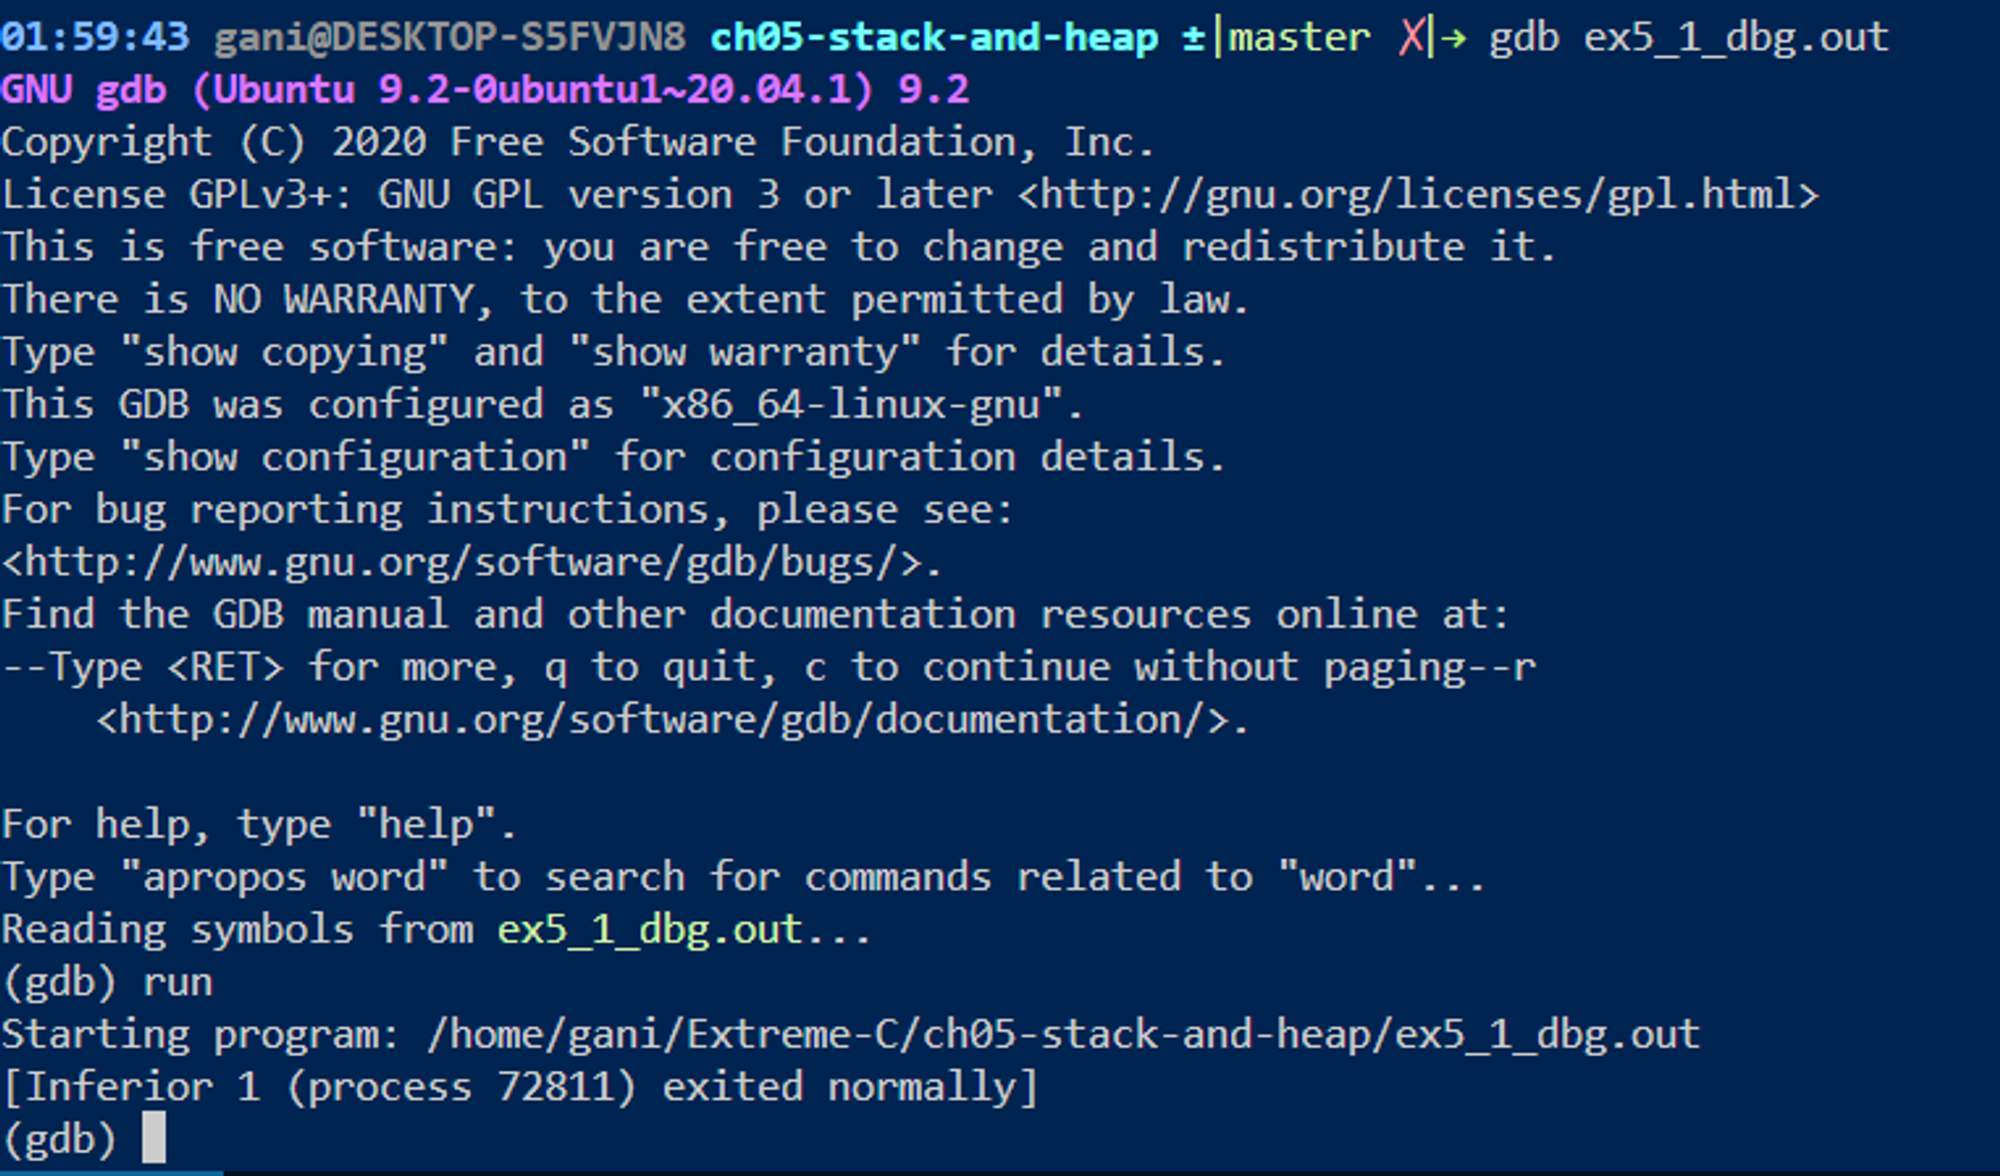 01:59:43 gani@DESKTOP-S5FVJN8 ch05-stack-and-heap ±|master ✗|→ gdb ex5_1_dbg.out
GNU gdb (Ubuntu 9.2-0ubuntu1~20.04.1) 9.2
Copyright (C) 2020 Free Software Foundation, Inc.
License GPLv3+: GNU GPL version 3 or later <http://gnu.org/licenses/gpl.html>
This is free software: you are free to change and redistribute it.
There is NO WARRANTY, to the extent permitted by law.
Type "show copying" and "show warranty" for details.
This GDB was configured as "x86_64-linux-gnu".
Type "show configuration" for configuration details.
For bug reporting instructions, please see:
<http://www.gnu.org/software/gdb/bugs/>.
Find the GDB manual and other documentation resources online at:
--Type <RET> for more, q to quit, c to continue without paging--r
    <http://www.gnu.org/software/gdb/documentation/>.

For help, type "help".
Type "apropos word" to search for commands related to "word"...
Reading symbols from ex5_1_dbg.out...
(gdb) run
Starting program: /home/gani/Extreme-C/ch05-stack-and-heap/ex5_1_dbg.out
[Inferior 1 (process 72811) exited normally]
(gdb)